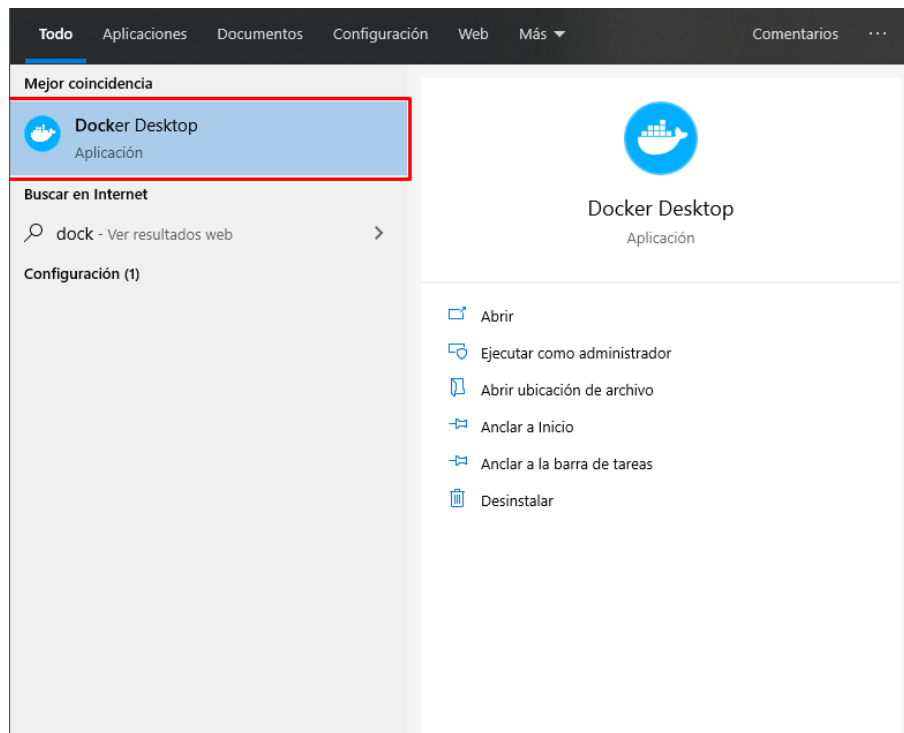 Todo Aplicaciones Documentos Configuración Web Más Comentarios ...
Mejor coincidencia
Docker Desktop
Aplicación
Buscar en Internet
dock - Ver resultados web
Configuración (1)
Docker Desktop
Aplicación
Abrir
Ejecutar como administrador
Abrir ubicación de archivo
Anclar a Inicio
Anclar a la barra de tareas
Desinstalar